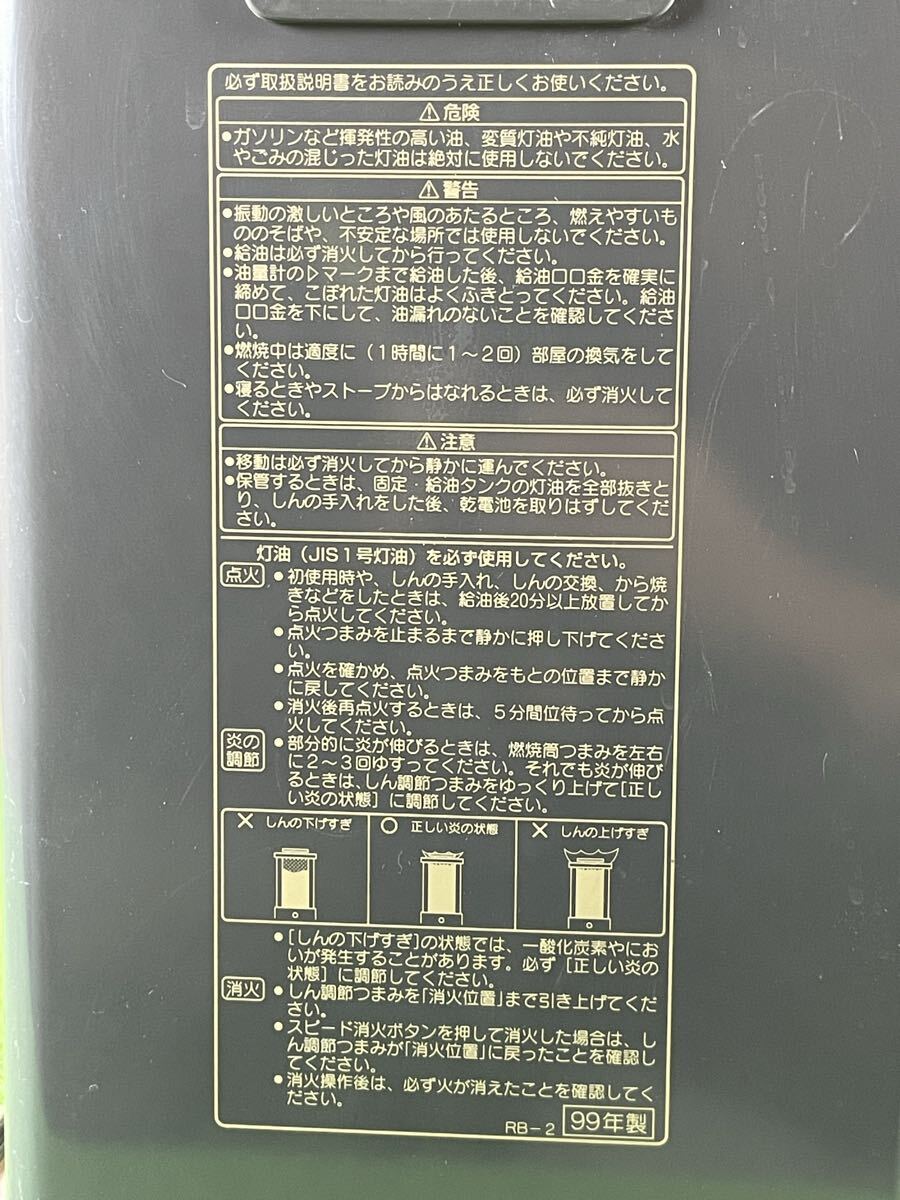 必ず取扱説明書をお読みのうえ正しくお使いください。
⚠危険
●ガソリンなど揮発性の高い油、変質灯油や不純灯油、水
やごみの混じった灯油は絶対に使用しないでください。
⚠警告
●振動の激しいところや風のあたるところ、燃えやすいも
ののそばや、不安定な場所では使用しないでください。
●給油は必ず消火してから行ってください。
●油量計の▷マークまで給油した後、給油口口金を確実に
締めて、こぼれた灯油はよくふきとってください。給油
口口金を下にして、油漏れのないことを確認してくださ
い。
●燃焼中は適度に（1時間に1〜2回）部屋の換気をして
ください。
●寝るときやストーブからはなれるときは、必ず消火して
ください。
⚠注意
●移動は必ず消火してから静かに運んでください。
●保管するときは、固定・給油タンクの灯油を全部抜きと
り、しんの手入れをした後、乾電池を取りはずしてくだ
さい。
灯油（JIS1号灯油）を必ず使用してください。
点火 ●初使用時や、しんの手入れ、しんの交換、から焼
きなどをしたときは、給油後20分以上放置してか
ら点火してください。
●点火つまみを止まるまで静かに押し下げてくださ
い。
●点火を確かめ、点火つまみをもとの位置まで静か
に戻してください。
●消火後再点火するときは、5分間位待ってから点
火してください。
炎の
調節
●部分的に炎が伸びるときは、燃焼筒つまみを左右
に2〜3回ゆすってください。それでも炎が伸び
るときは、しん調節つまみをゆっくり上げて[正し
い炎の状態]に調節してください。
× しんの下げすぎ
○ 正しい炎の状態
× しんの上げすぎ
●[しんの下げすぎ]の状態では、一酸化炭素やにお
いが発生することがあります。必ず[正しい炎の
状態]に調節してください。
消火 ●しん調節つまみを｢消火位置｣まで引き上げてくだ
さい。
●スピード消火ボタンを押して消火した場合は、し
ん調節つまみが｢消火位置｣に戻ったことを確認し
てください。
●消火操作後は、必ず火が消えたことを確認してく
ださい。
RB-2 99年製